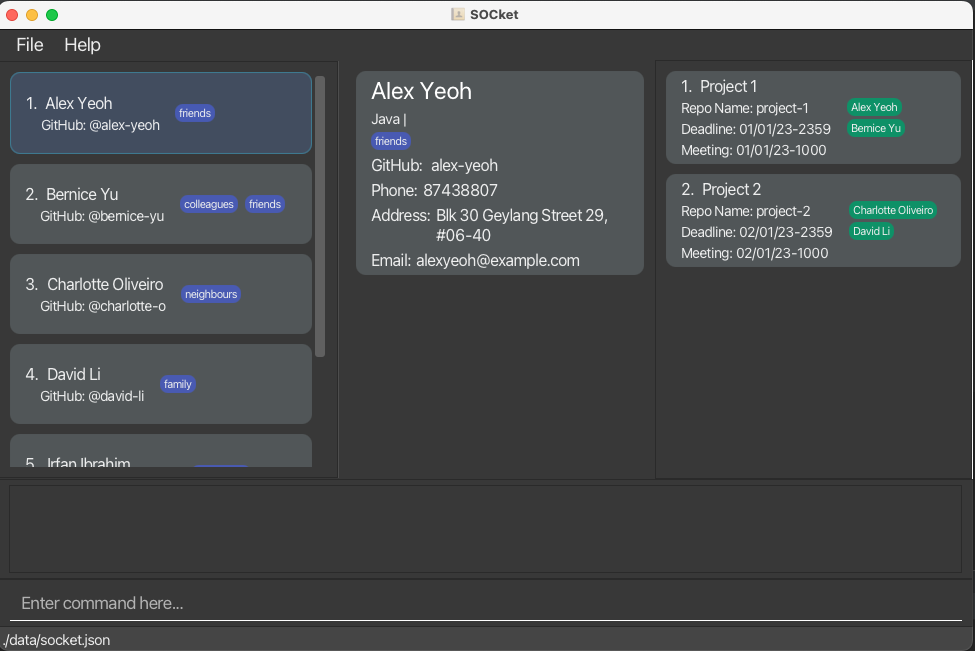 SOCket
File Help
1. Alex Yeoh
GitHub: @alex-yeoh
friends
2. Bernice Yu
GitHub: @bernice-yu
colleagues friends
3. Charlotte Oliveiro
GitHub: @charlotte-o
neighbours
4. David Li
GitHub: @david-li
family
5. Irfan Ibrahim
Alex Yeoh
Java |
friends
GitHub: alex-yeoh
Phone: 87438807
Address: Blk 30 Geylang Street 29,
#06-40
Email: alexyeoh@example.com
1. Project 1
Repo Name: project-1
Deadline: 01/01/23-2359
Meeting: 01/01/23-1000
Alex Yeoh
Bernice Yu
2. Project 2
Repo Name: project-2
Deadline: 02/01/23-2359
Meeting: 02/01/23-1000
Charlotte Oliveiro
David Li
Enter command here...
./data/socket.json